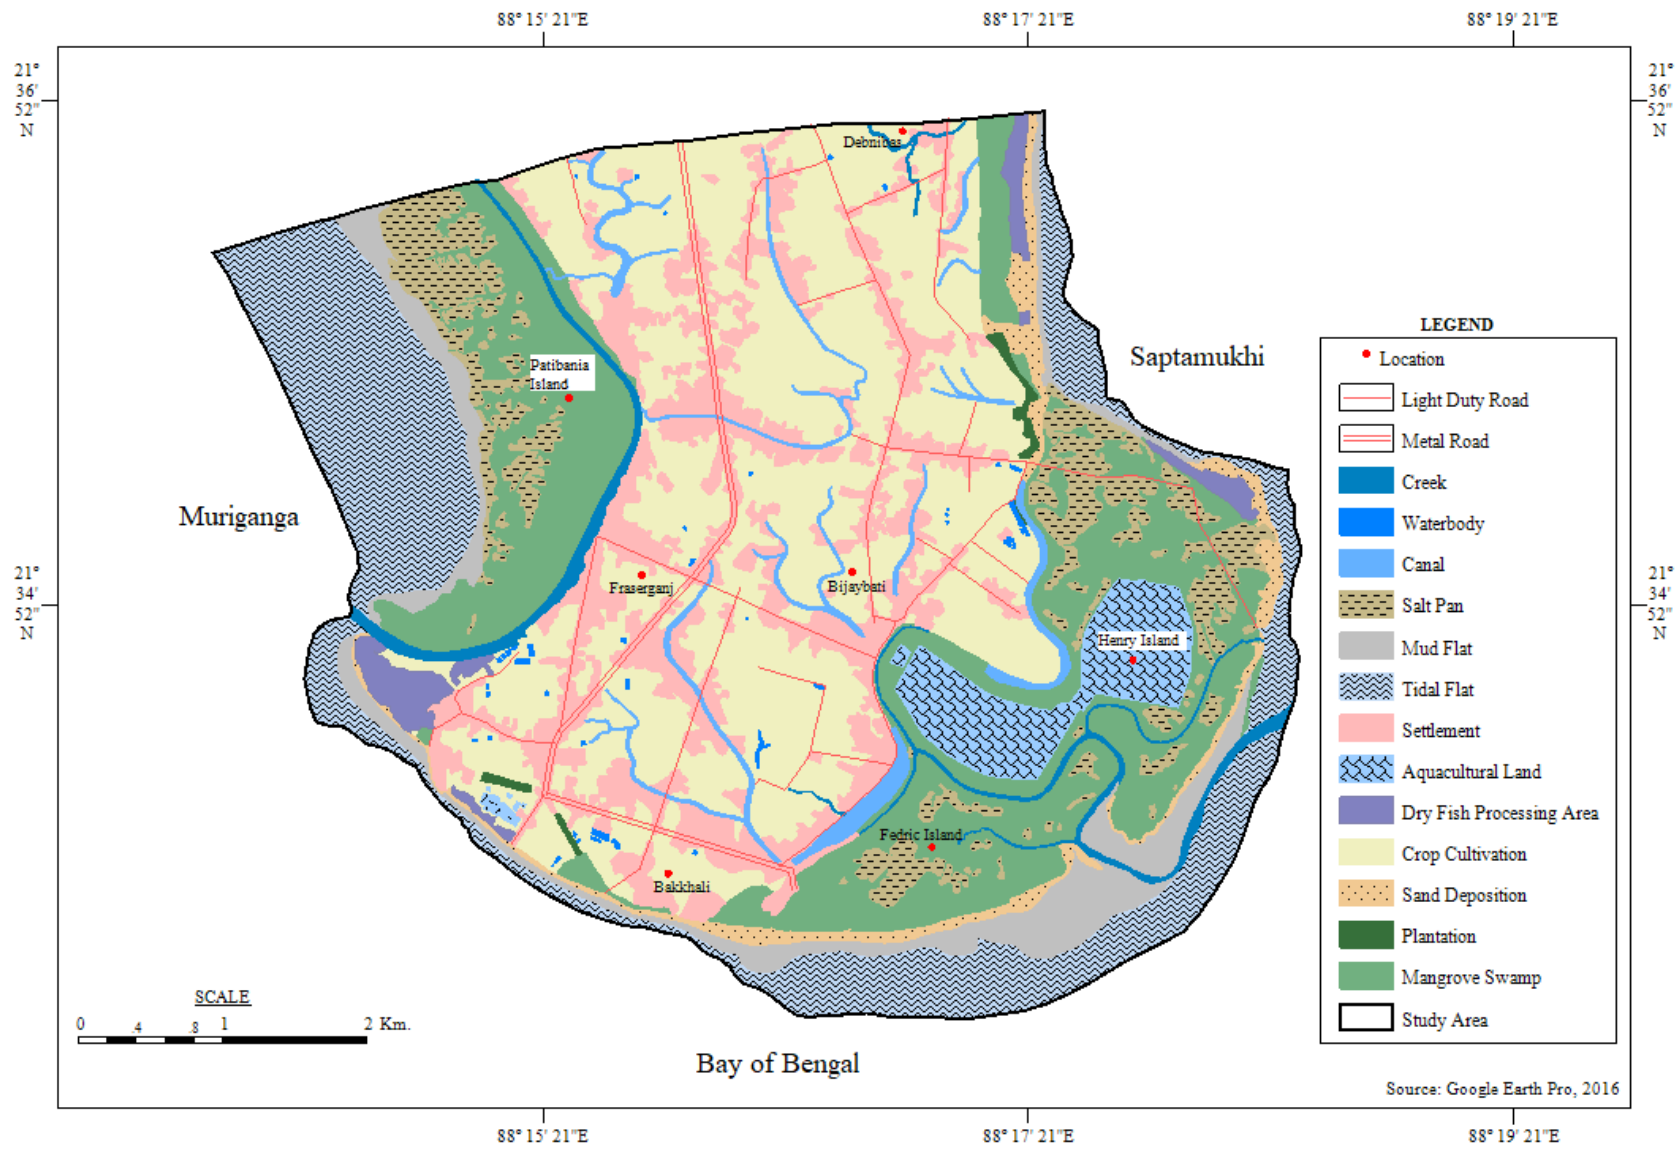 88° 15' 21"E
88° 17' 21"E
88° 19' 21"E
21°
36'
52"
N
21°
36'
52"
N
Debnibas
LEGEND
Saptamukhi
Location
Patibania
Island
Light Duty Road
Metal Road
Creek
Muriganga
Waterbody
Canal
21°
34'
52"
N
21°
34'
52"
N
Fraserganj
Bijaybati
Salt Pan
Henry Island
Mud Flat
Tidal Flat
Settlement
Aquacultural Land
Dry Fish Processing Area
Fedric Island
Crop Cultivation
Bakkhali
Sand Deposition
Plantation
Mangrove Swamp
SCALE
0 .4 .8 1 2 Km.
Study Area
Bay of Bengal
Source: Google Earth Pro, 2016
88° 15' 21"E
88° 17' 21"E
88° 19' 21"E